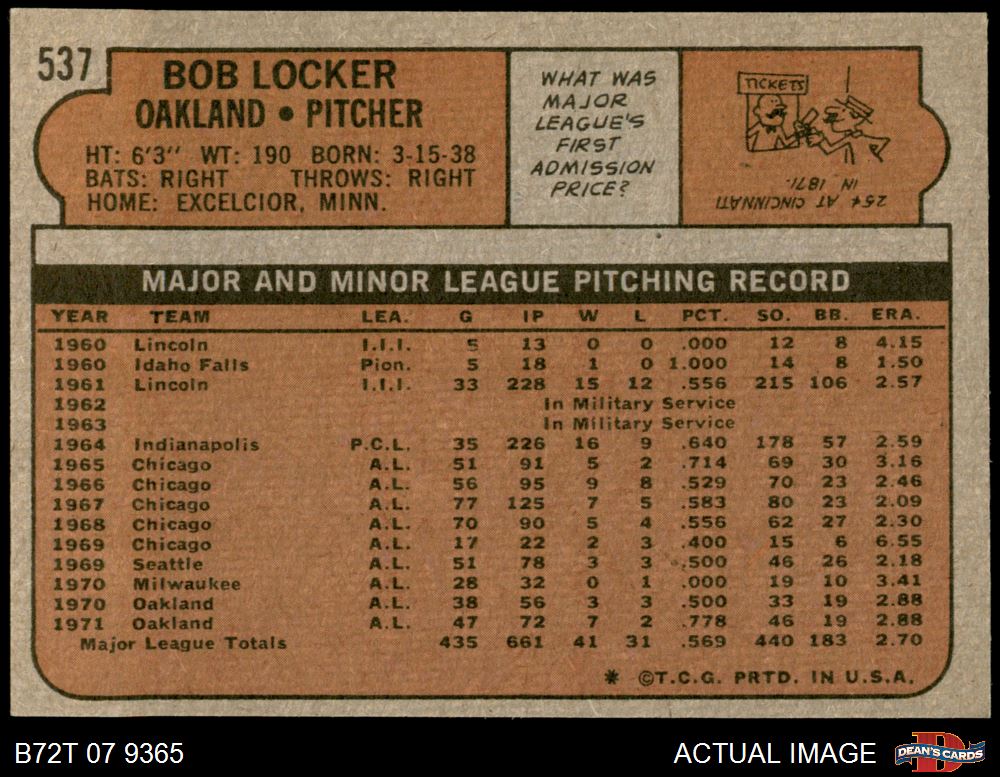 537
BOB LOCKER
OAKLAND • PITCHER
HT: 6'3" WT: 190 BORN: 3-15-38
BATS: RIGHT THROWS: RIGHT
HOME: EXCELCIOR, MINN.
WHAT WAS
MAJOR
LEAGUE'S
FIRST
ADMISSION
PRICE?
TICKETS
25¢ AT CINCINNATI
IN 1871.
MAJOR AND MINOR LEAGUE PITCHING RECORD
YEAR TEAM LEA. G IP W L PCT. SO. BB. ERA.
1960 Lincoln I.I.I. 5 13 0 0 .000 12 8 4.15
1960 Idaho Falls Pion. 5 18 1 0 1.000 14 8 1.50
1961 Lincoln I.I.I. 33 228 15 12 .556 215 106 2.57
1962 In Military Service
1963 In Military Service
1964 Indianapolis P.C.L. 35 226 16 9 .640 178 57 2.59
1965 Chicago A.L. 51 91 5 2 .714 69 30 3.16
1966 Chicago A.L. 56 95 9 8 .529 70 23 2.46
1967 Chicago A.L. 77 125 7 5 .583 80 23 2.09
1968 Chicago A.L. 70 90 5 4 .556 62 27 2.30
1969 Chicago A.L. 17 22 2 3 .400 15 6 6.55
1969 Seattle A.L. 51 78 3 3 .500 46 26 2.18
1970 Milwaukee A.L. 28 32 0 1 .000 19 10 3.41
1970 Oakland A.L. 38 56 3 3 .500 33 19 2.88
1971 Oakland A.L. 47 72 7 2 .778 46 19 2.88
Major League Totals 435 661 41 31 .569 440 183 2.70
* ©T.C.G. PRTD. IN U.S.A.
B72T 07 9365
ACTUAL IMAGE
D
DEAN'S CARDS